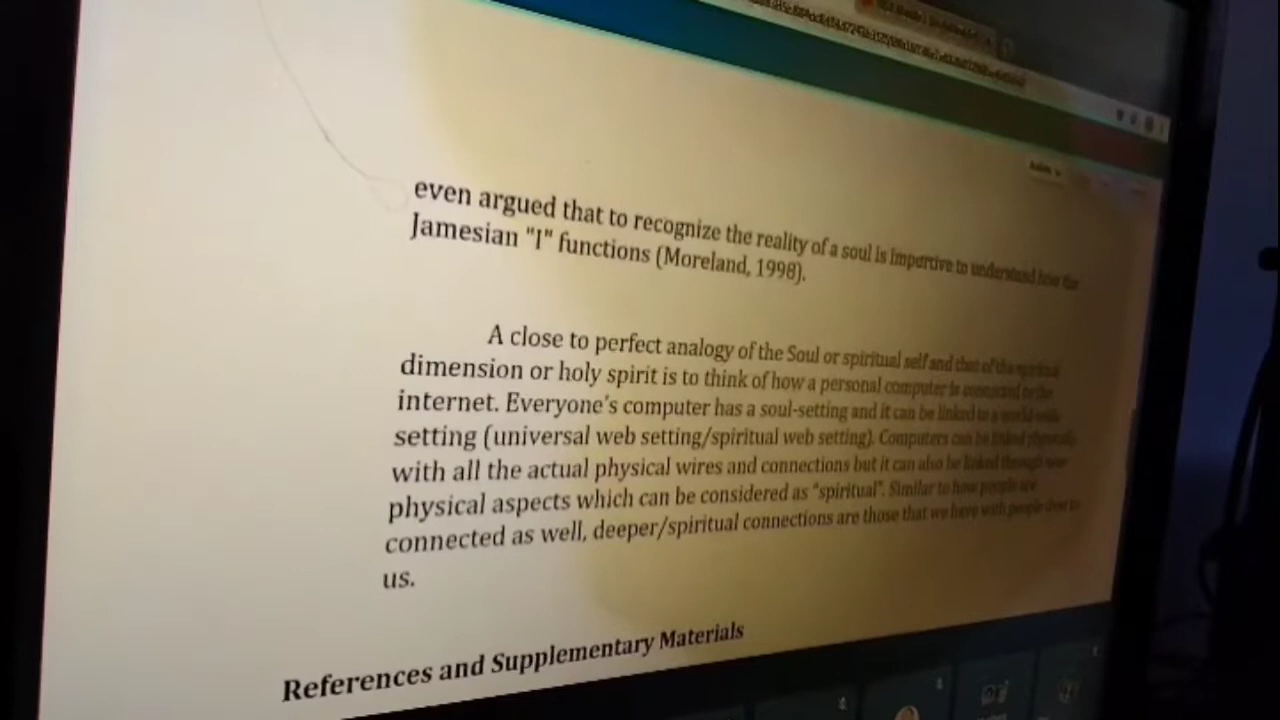 even argued that to recognize the reality of a soul is impertive to understand how the
Jamesian "I" functions (Moreland, 1998).
A close to perfect analogy of the Soul or spiritual self and that of the spiritual
dimension or holy spirit is to think of how a personal computer is connected
internet. Everyone's computer has a soul-setting and it can be linked to a world wide
setting (universal web setting/spiritual web setting). Computers can be linked physically
with all the actual physical wires and connections but it can also be linked through
physical aspects which can be considered as "spiritual". Similar to how people are
connected as well, deeper/spiritual connections are those that we have with people close to
us.
References and Supplementary Materials